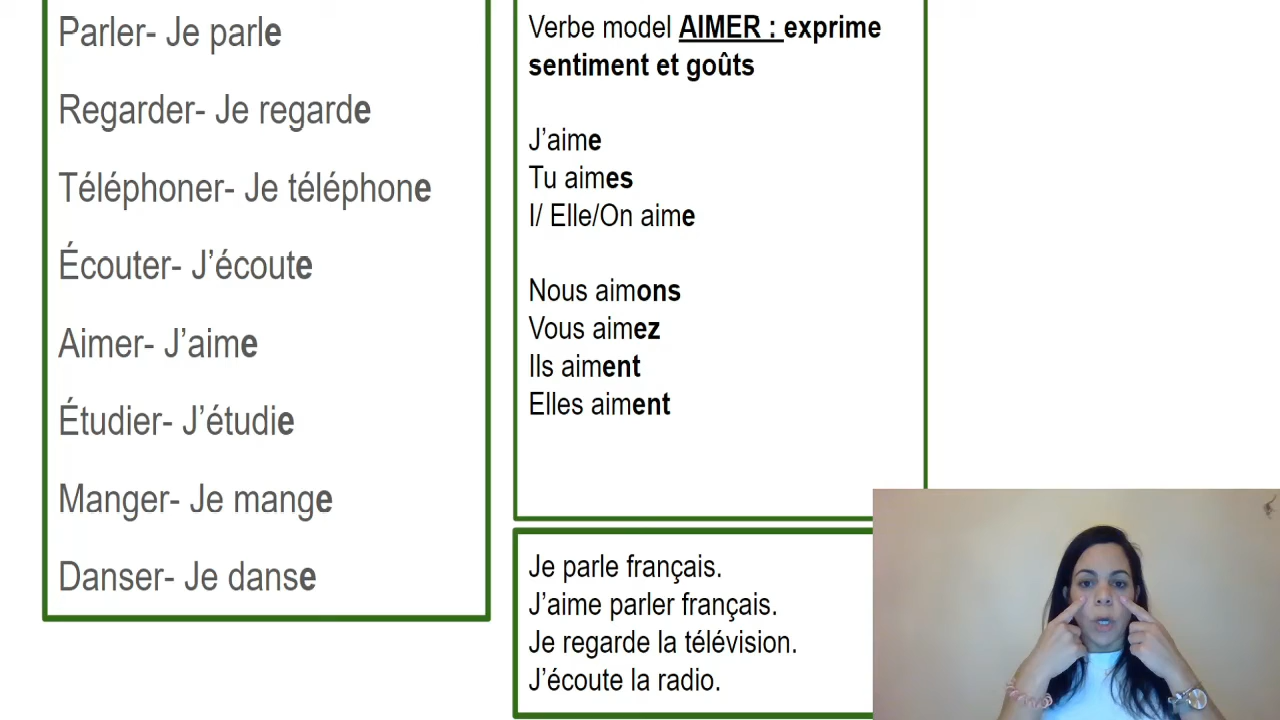 Parler- Je parle
Regarder- Je regarde
Téléphoner- Je téléphone
Écouter- J’écoute
Aimer- J’aime
Étudier- J’étudie
Manger- Je mange
Danser- Je danse
Verbe model AIMER : exprime
sentiment et goûts
J’aime
Tu aimes
I/ Elle/On aime
Nous aimons
Vous aimez
Ils aiment
Elles aiment
Je parle français.
J’aime parler français.
Je regarde la télévision.
J’écoute la radio.